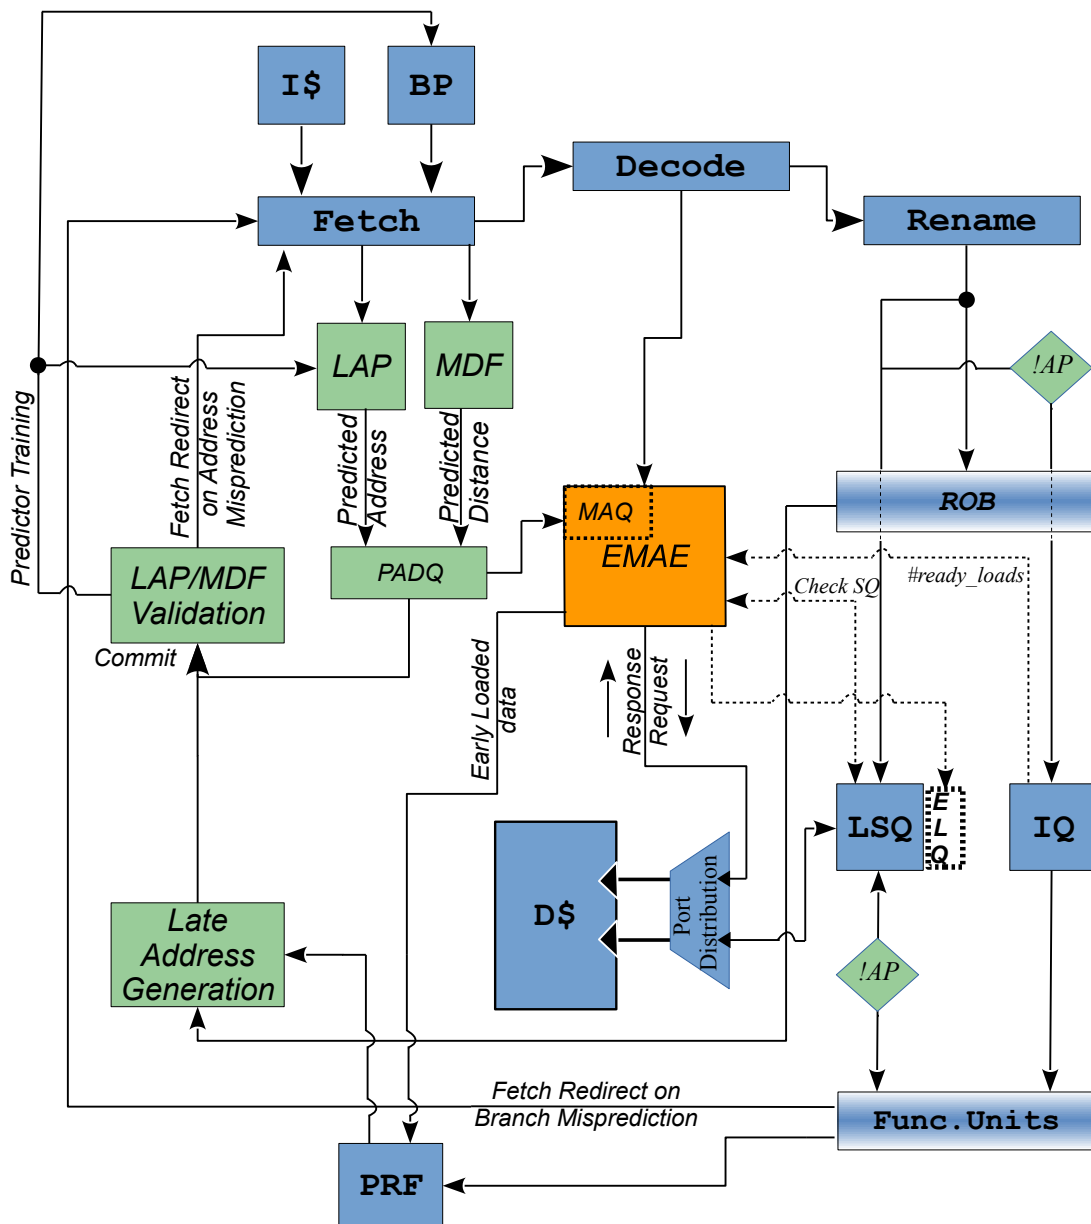 I$
BP
Decode
Fetch
Rename
LAP
MDF
!AP
Predictor Training
Fetch Redirect
on Address
Misprediction
Predicted
Address
Predicted
Distance
ROB
MAQ
EMAE
PADQ
LAP/MDF
Validation
#ready_loads
Check SQ
Commit
Early Loaded
data
Response
Request
LSQ
E
L
Q
IQ
D$
Port
Distribution
Late
Address
Generation
!AP
Fetch Redirect on
Branch Misprediction
Func.Units
PRF